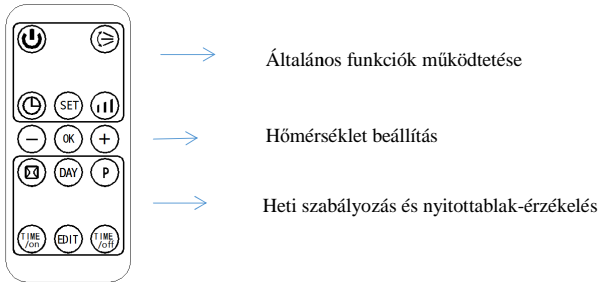 Általános funkciók működtetése
SET
− OK +
Hőmérséklet beállítás
DAY P
Heti szabályozás és nyitottablak-érzékelés
TIME /on EDIT TIME /off